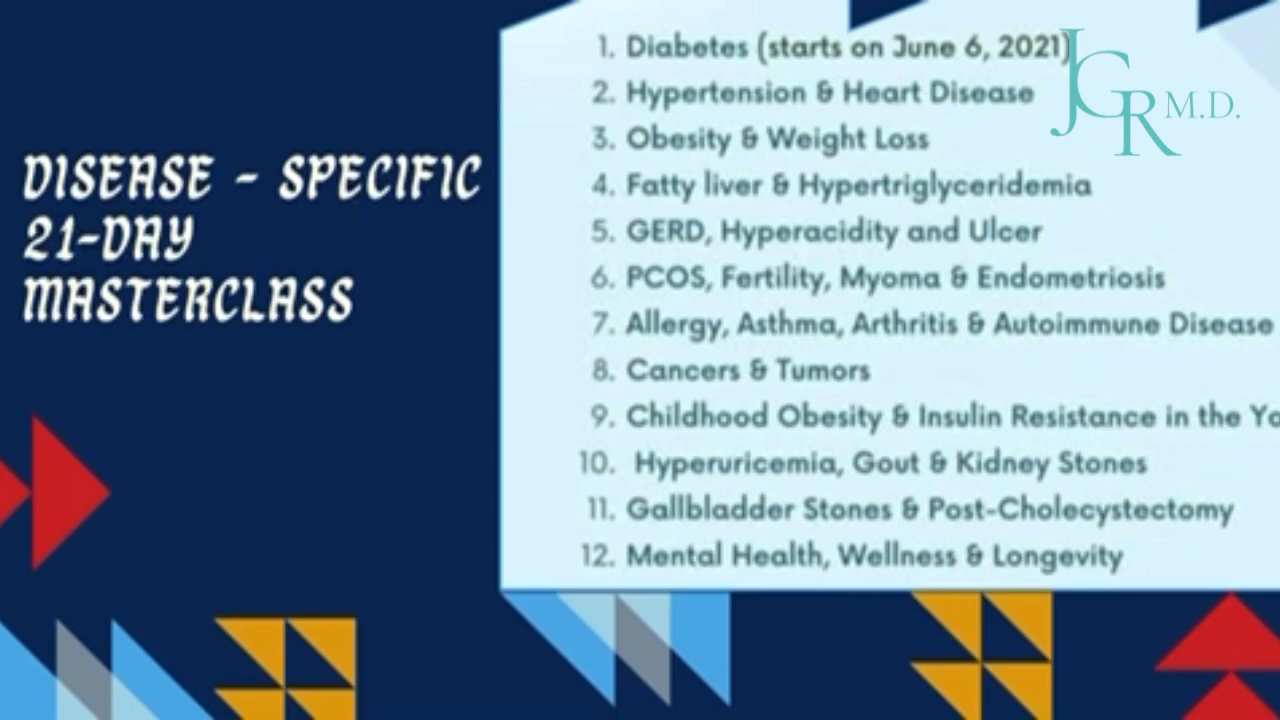 DISEASE - SPECIFIC
21-DAY
MASTERCLASS
1. Diabetes (starts on June 6, 2021)
2. Hypertension & Heart Disease
3. Obesity & Weight Loss
4. Fatty liver & Hypertriglyceridemia
5. GERD, Hyperacidity and Ulcer
6. PCOS, Fertility, Myoma & Endometriosis
7. Allergy, Asthma, Arthritis & Autoimmune Disease
8. Cancers & Tumors
9. Childhood Obesity & Insulin Resistance in the
10. Hyperuricemia, Gout & Kidney Stones
11. Gallbladder Stones & Post-Cholecystectomy
12. Mental Health, Wellness & Longevity
JGR M.D.